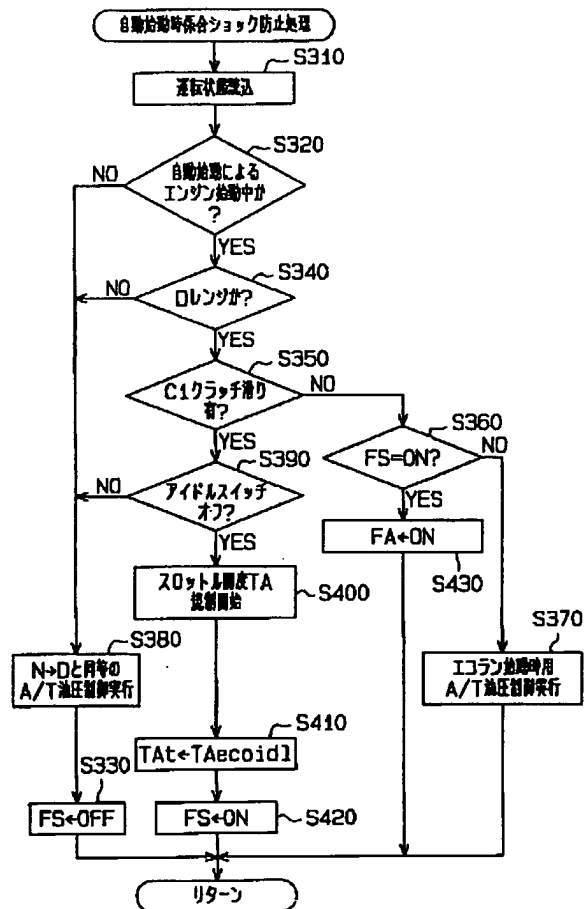 自動始動時係合ショック防止処理
S310
運転状態読込
S320
NO
自動始動による
エンジン始動中か
?
YES
S340
NO
Dレンジか?
YES
S350
NO
C1クラッチ滑り
有?
S360
YES
S390
FS=ON?
NO
NO
アイドルスイッチ
オフ?
YES
YES
FA←ON
スロットル開度TA
規制開始
S400
S430
S380
S370
N→Dと同等の
A/T油圧制御実行
エコラン始動時用
A/T油圧制御実行
S410
TAt←TAecoidl
S330
FS←OFF
FS←ON
S420
リターン